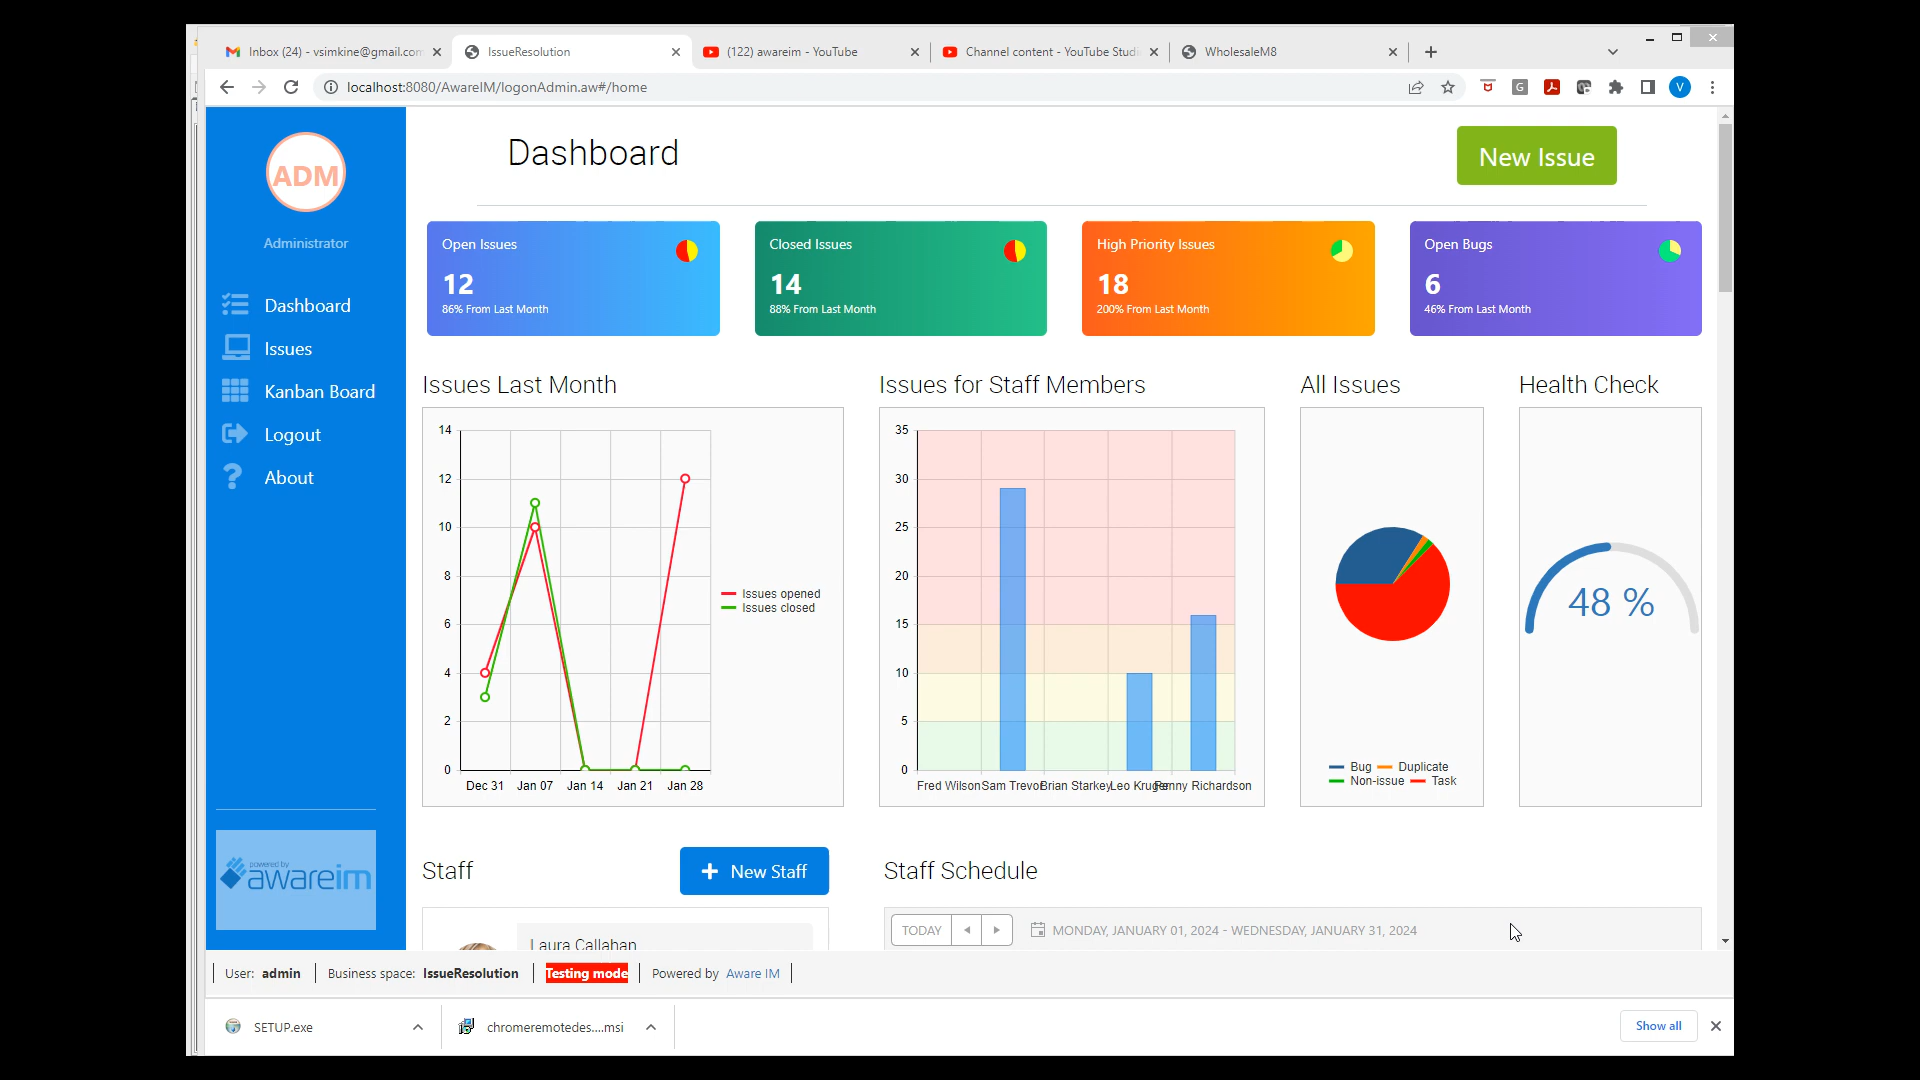 Inbox (24) - vsimkine@gmail.com
IssueResolution
(122) awareim - YouTube
Channel content - YouTube Studi
WholesaleM8
localhost:8080/AwareIM/logonAdmin.aw#/home
V
ADM
Administrator
Dashboard
Issues
Kanban Board
Logout
About
powered by
awareim
Dashboard
New Issue
Open Issues
12
86% From Last Month
Closed Issues
14
88% From Last Month
High Priority Issues
18
200% From Last Month
Open Bugs
6
46% From Last Month
Issues Last Month
14
12
10
8
6
4
2
0
Dec 31 Jan 07 Jan 14 Jan 21 Jan 28
Issues opened
Issues closed
Issues for Staff Members
35
30
25
20
15
10
5
0
Fred Wilson Sam Trevor Brian Starkey Leo Kruger Penny Richardson
All Issues
Bug Duplicate
Non-issue Task
Health Check
48 %
Staff
New Staff
Laura Callahan
Staff Schedule
TODAY
MONDAY, JANUARY 01, 2024 - WEDNESDAY, JANUARY 31, 2024
User: admin Business space: IssueResolution Testing mode Powered by Aware IM
SETUP.exe
chromeremotedes....msi
Show all